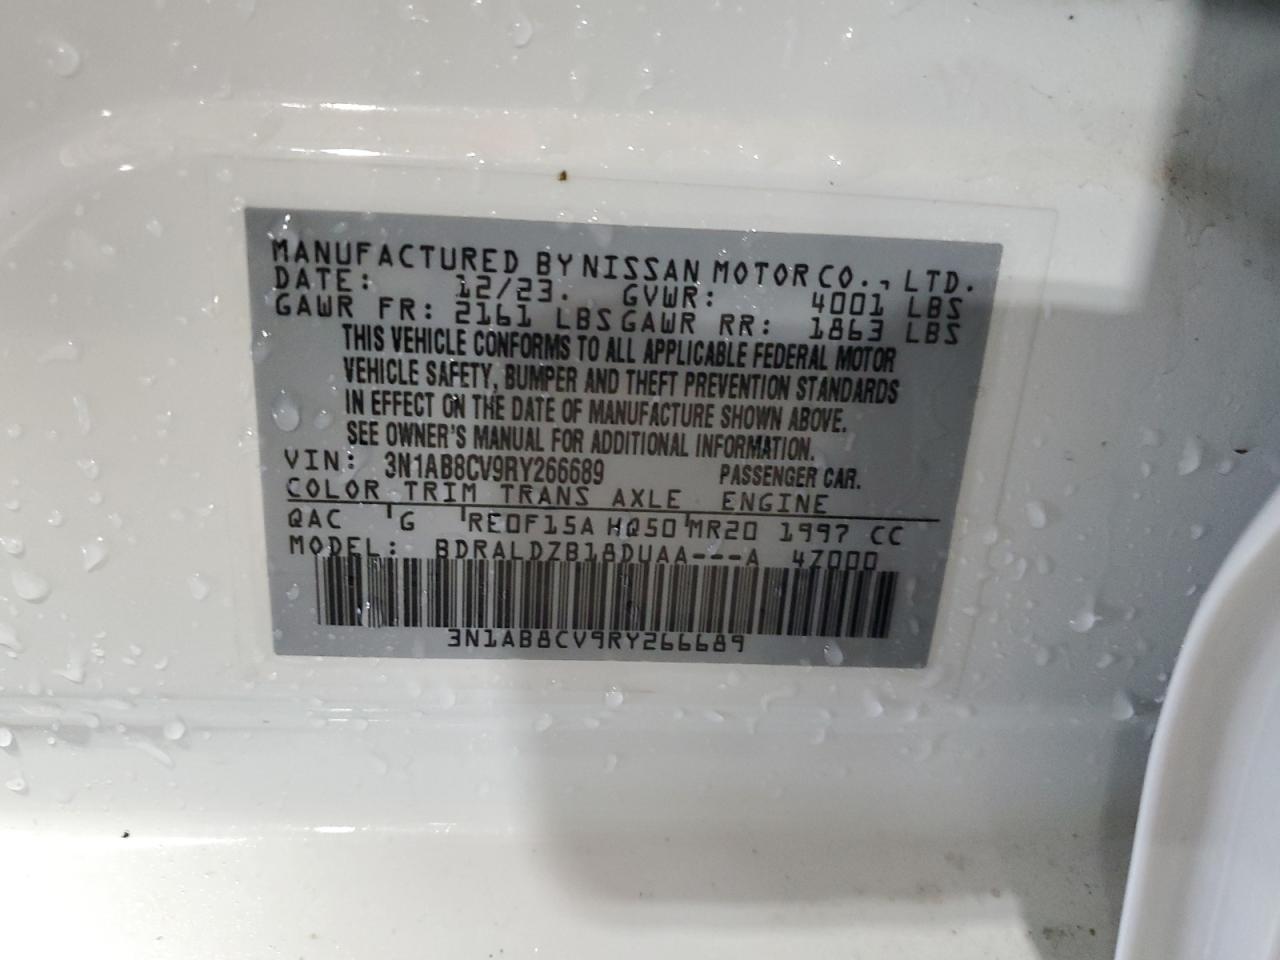 MANUFACTURED BY NISSAN MOTOR CO., LTD.
DATE: 12/23. GVWR: 4001 LBS
GAWR FR: 2161 LBS GAWR RR: 1863 LBS
THIS VEHICLE CONFORMS TO ALL APPLICABLE FEDERAL MOTOR
VEHICLE SAFETY, BUMPER AND THEFT PREVENTION STANDARDS
IN EFFECT ON THE DATE OF MANUFACTURE SHOWN ABOVE.
SEE OWNER'S MANUAL FOR ADDITIONAL INFORMATION.
VIN: 3N1AB8CV9RY266689 PASSENGER CAR.
COLOR TRIM TRANS AXLE ENGINE
QAC G RE0F15A HQ50 MR20 1997 CC
MODEL: BDRALDZB18DUAA---A 4Z000
3N1AB8CV9RY266689